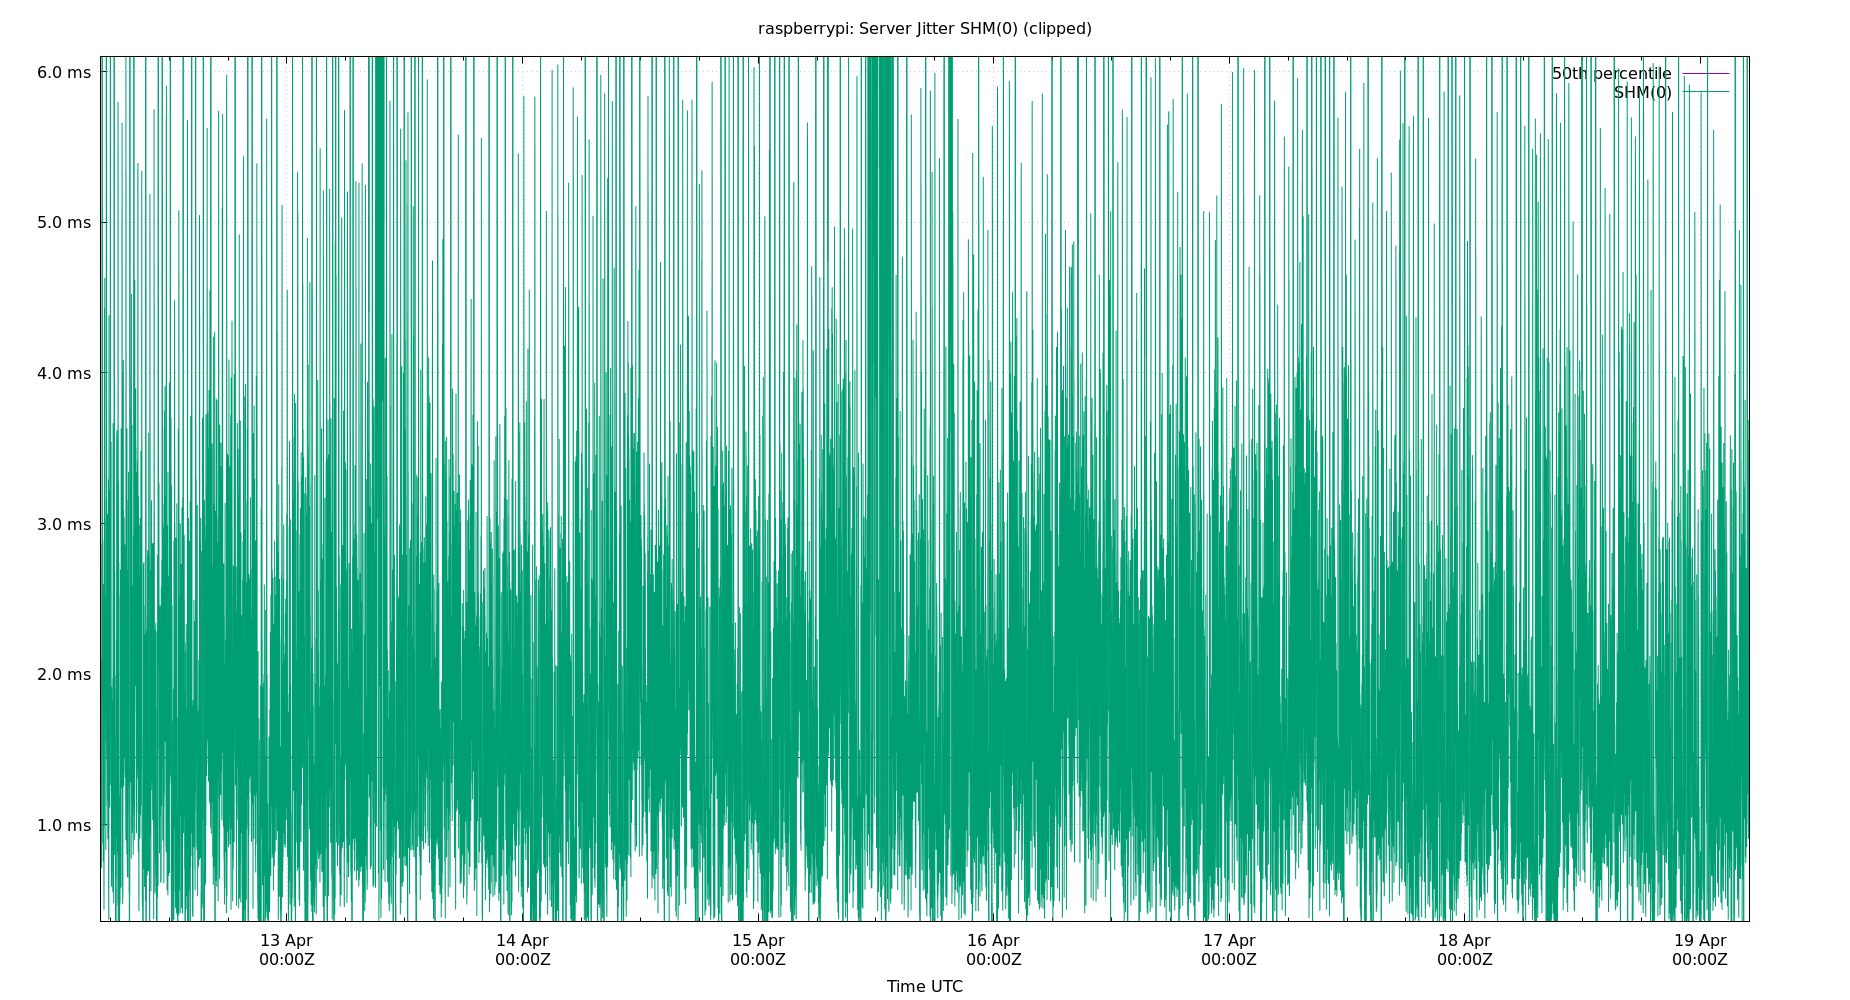 raspberrypi: Server Jitter SHM(0) (clipped)
6.0 ms
50th percentile
SHM(0)
5.0 ms
4.0 ms
3.0 ms
2.0 ms
1.0 ms
13 Apr 14 Apr 15 Apr 16 Apr 17 Apr 18 Apr 19 Apr
00:00Z 00:00Z 00:00Z 00:00Z 00:00Z 00:00Z 00:00Z
Time UTC